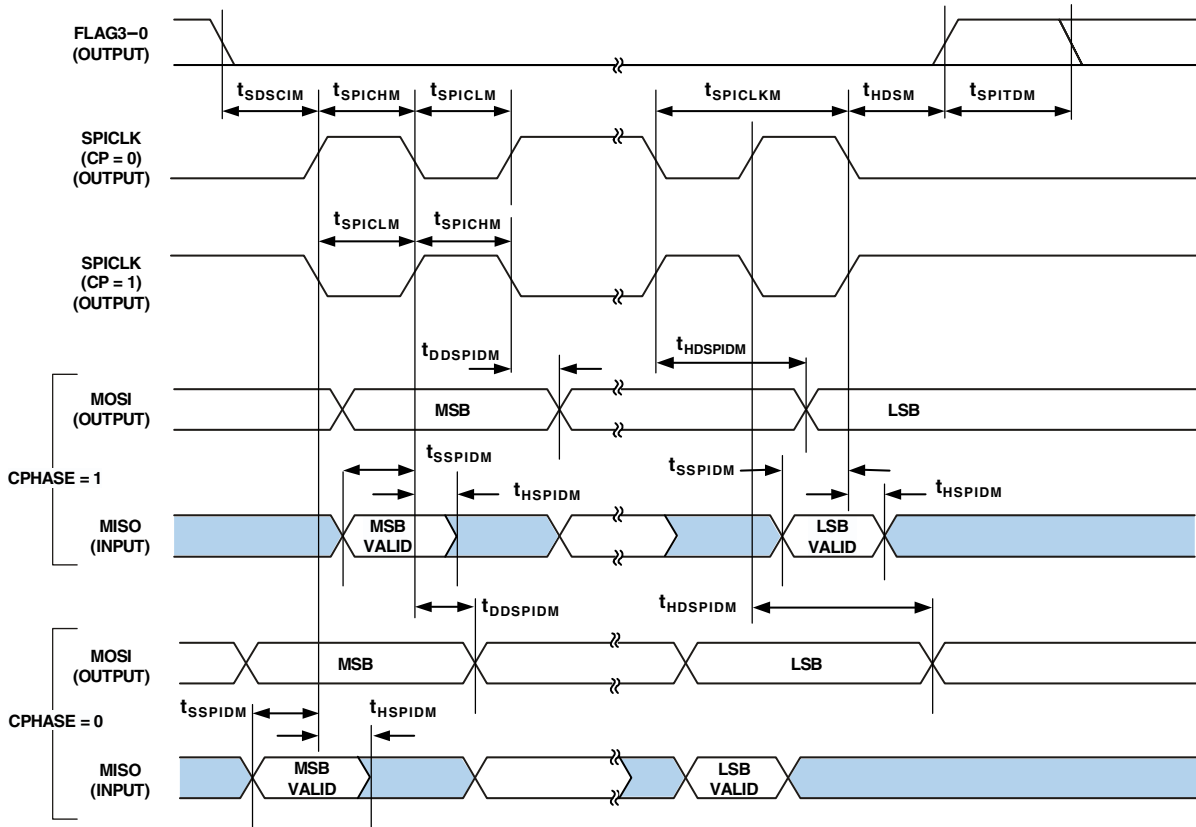 FLAG3–0
(OUTPUT)
tSDSCIM
tSPICHM
tSPICLM
tSPICLKM
tHDSM
tSPITDM
SPICLK
(CP = 0)
(OUTPUT)
tSPICLM
tSPICHM
SPICLK
(CP = 1)
(OUTPUT)
tDDSPIDM
tHDSPIDM
MOSI
(OUTPUT)
MSB
LSB
CPHASE = 1
tSSPIDM
tHSPIDM
tSSPIDM
tHSPIDM
MISO
(INPUT)
MSB
VALID
LSB
VALID
tDDSPIDM
tHDSPIDM
MOSI
(OUTPUT)
MSB
LSB
CPHASE = 0
tSSPIDM
tHSPIDM
MISO
(INPUT)
MSB
VALID
LSB
VALID